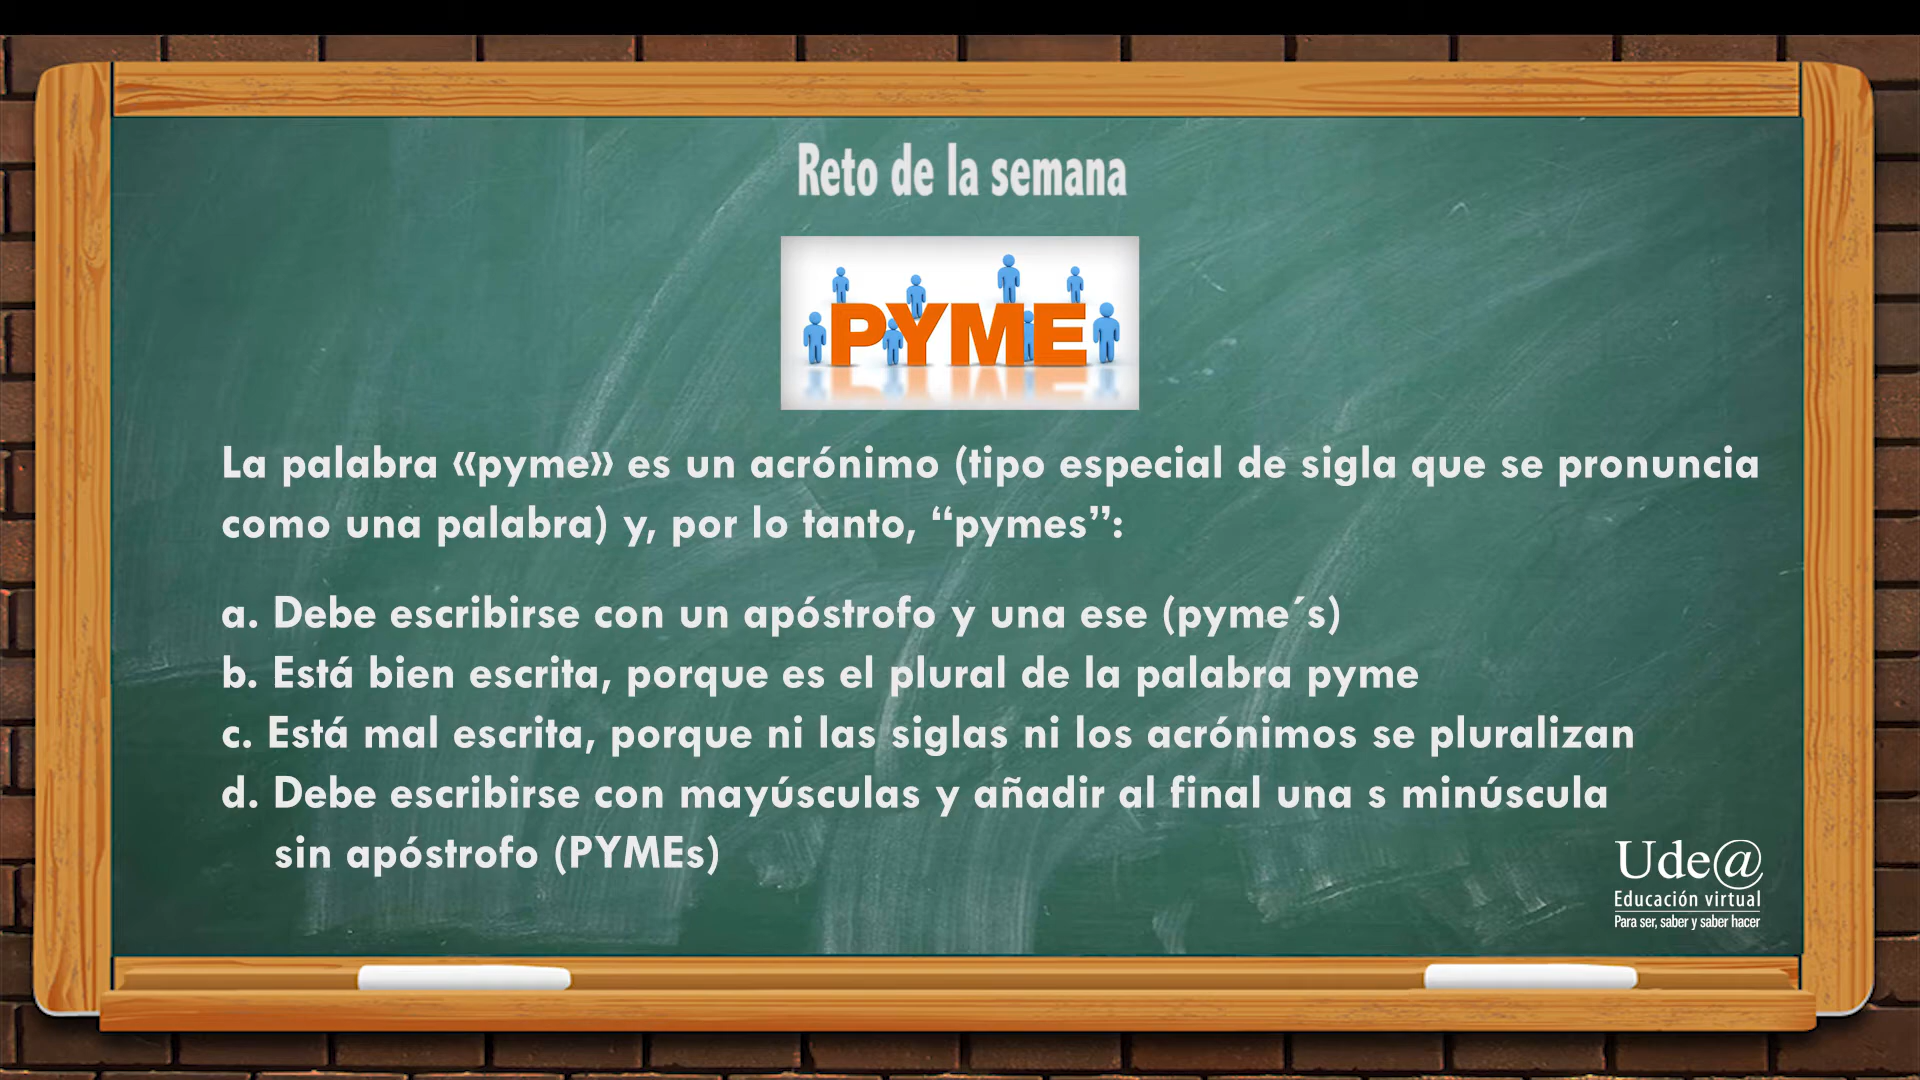 Reto de la semana
PYME
La palabra «pyme» es un acrónimo (tipo especial de sigla que se pronuncia
como una palabra) y, por lo tanto, “pymes”:
a. Debe escribirse con un apóstrofo y una ese (pyme´s)
b. Está bien escrita, porque es el plural de la palabra pyme
c. Está mal escrita, porque ni las siglas ni los acrónimos se pluralizan
d. Debe escribirse con mayúsculas y añadir al final una s minúscula
sin apóstrofo (PYMEs)
Ude@
Educación virtual
Para ser, saber y saber hacer